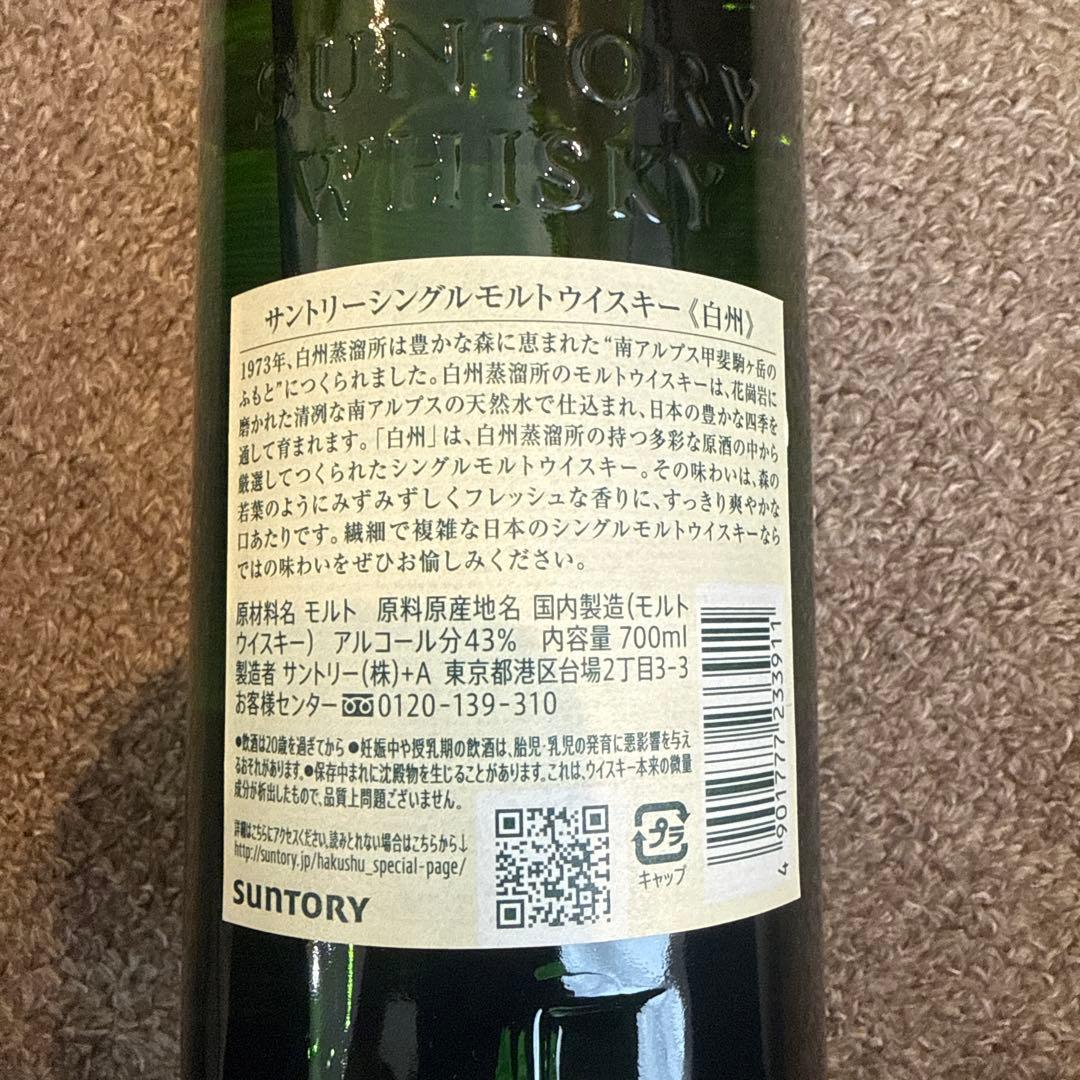 SUNTORY
WHISKY
サントリーシングルモルトウイスキー《白州》
1973年、白州蒸溜所は豊かな森に恵まれた“南アルプス甲斐駒ヶ岳の
ふもと”につくられました。白州蒸溜所のモルトウイスキーは、花崗岩に
磨かれた清冽な南アルプスの天然水で仕込まれ、日本の豊かな四季を
通して育まれます。「白州」は、白州蒸溜所の持つ多彩な原酒の中から
厳選してつくられたシングルモルトウイスキー。その味わいは、森の
若葉のようにみずみずしくフレッシュな香りに、すっきり爽やかな
口あたりです。繊細で複雑な日本のシングルモルトウイスキーなら
ではの味わいをぜひお愉しみください。
原材料名 モルト 原料原産地名 国内製造(モルト
ウイスキー) アルコール分43% 内容量 700ml
製造者 サントリー(株)+A 東京都港区台場2丁目3-3
お客様センター 0120-139-310
●飲酒は20歳を過ぎてから ●妊娠中や授乳期の飲酒は、胎児・乳児の発育に悪影響を与え
るおそれがあります。●保存中まれに沈殿物を生じることがあります。これは、ウイスキー本来の微量
成分が析出したもので、品質上問題ございません。
詳細はこちらにアクセスください。読みとれない場合はこちらから↓
http://suntory.jp/hakushu_special-page/
SUNTORY
プラ
キャップ
4 901777 233911